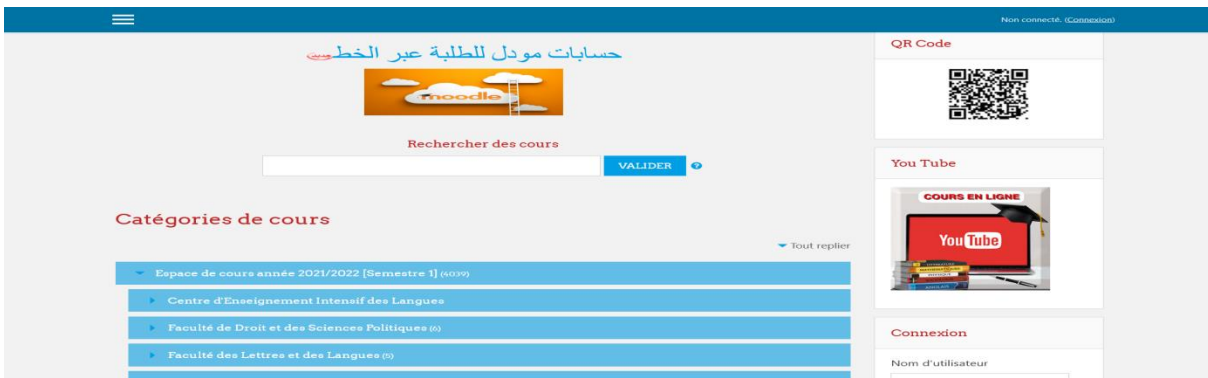 Non connecté. (Connexion)
حسابات مودل للطلبة عبر الخط
moodle
Rechercher des cours
VALIDER
Catégories de cours
Tout replier
Espace de cours année 2021/2022 [Semestre 1] (4039)
Centre d'Enseignement Intensif des Langues
Faculté de Droit et des Sciences Politiques (6)
Faculté des Lettres et des Langues (5)
QR Code
You Tube
COURS EN LIGNE
YouTube
Connexion
Nom d'utilisateur